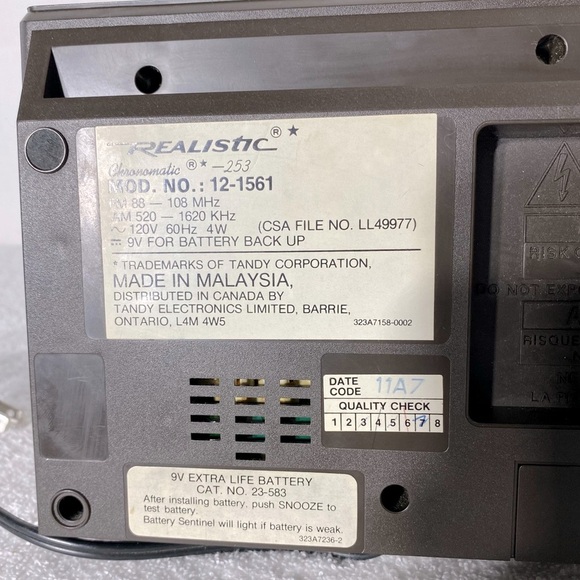 REALISTIC ® *
Chronomatic ® * —253
MOD. NO.: 12-1561
FM 88 — 108 MHz
AM 520 — 1620 KHz
~ 120V 60Hz 4W (CSA FILE NO. LL49977)
⎓ 9V FOR BATTERY BACK UP
* TRADEMARKS OF TANDY CORPORATION,
MADE IN MALAYSIA,
DISTRIBUTED IN CANADA BY
TANDY ELECTRONICS LIMITED, BARRIE,
ONTARIO, L4M 4W5 323A7158-0002
RISK
DO NOT
RISQUE
DATE CODE 11A7
QUALITY CHECK
1 2 3 4 5 6 7 8
9V EXTRA LIFE BATTERY
CAT. NO. 23-583
After installing battery, push SNOOZE to
test battery.
Battery Sentinel will light if battery is weak.
323A7236-2